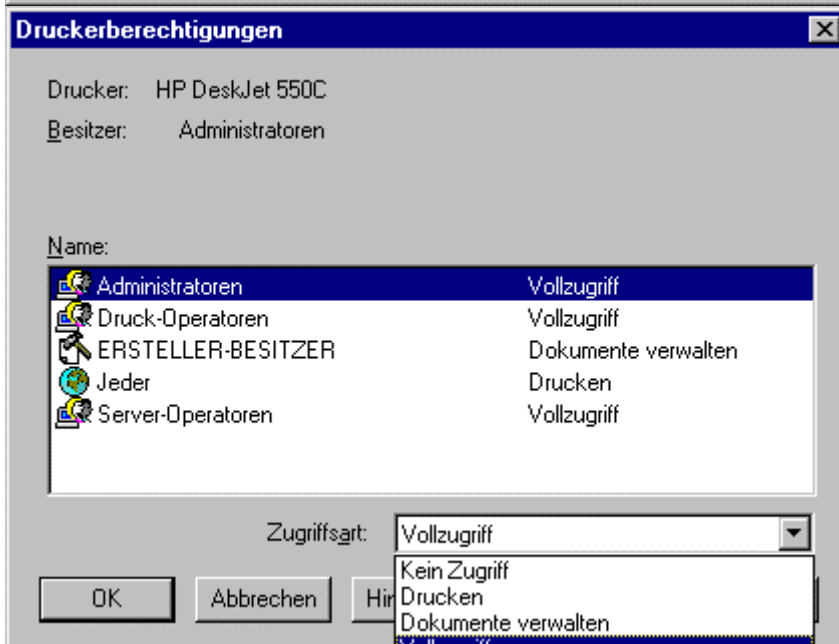 Druckerberechtigungen
Drucker: HP DeskJet 550C
Besitzer: Administratoren
Name:
Administratoren Vollzugriff
Druck-Operatoren Vollzugriff
ERSTELLER-BESITZER Dokumente verwalten
Jeder Drucken
Server-Operatoren Vollzugriff
Zugriffsart: Vollzugriff
Kein Zugriff
OK Abbrechen Drucken
Dokumente verwalten